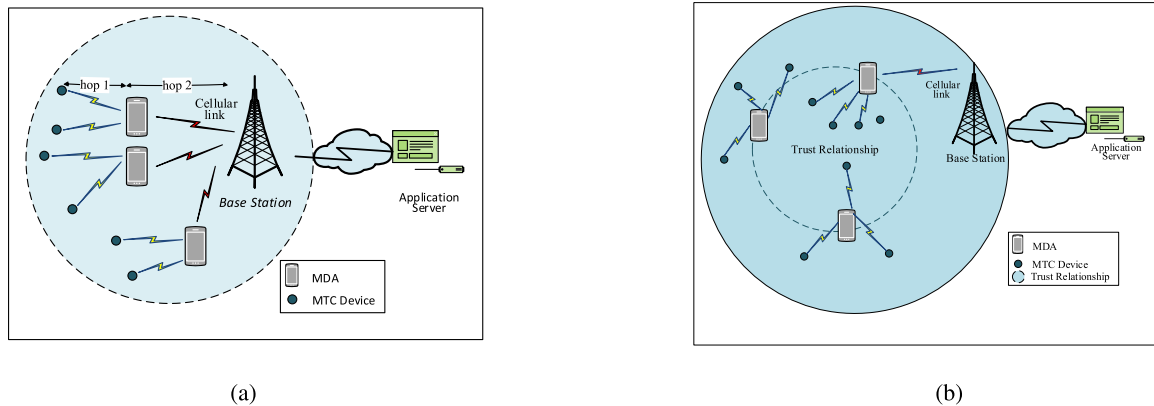 hop 1
hop 2
Cellular
link
Base Station
Application
Server
MDA
MTC Device
(a)
Cellular
link
Trust Relationship
Base Station
Application
Server
MDA
MTC Device
Trust Relationship
(b)